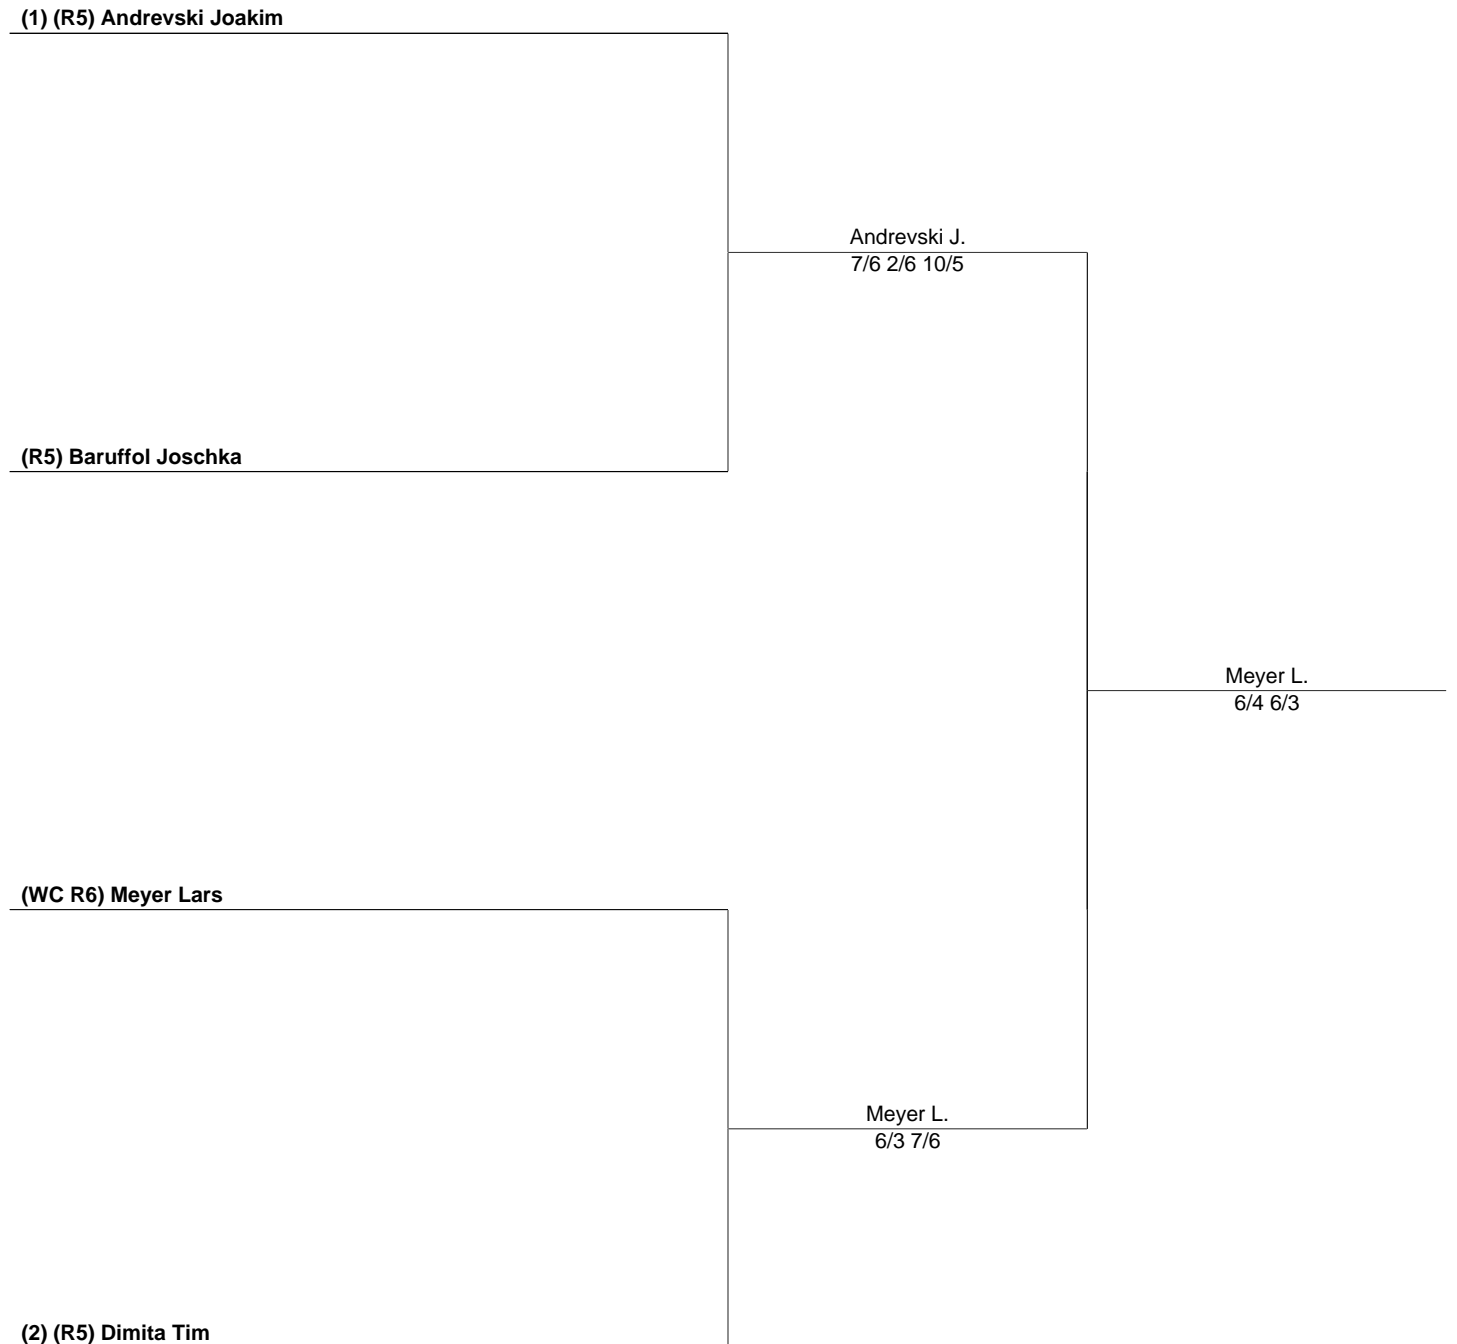 (1) (R5) Andrevski Joakim
Andrevski J.
7/6 2/6 10/5
(R5) Baruffol Joschka
Meyer L.
6/4 6/3
(WC R6) Meyer Lars
Meyer L.
6/3 7/6
(2) (R5) Dimita Tim